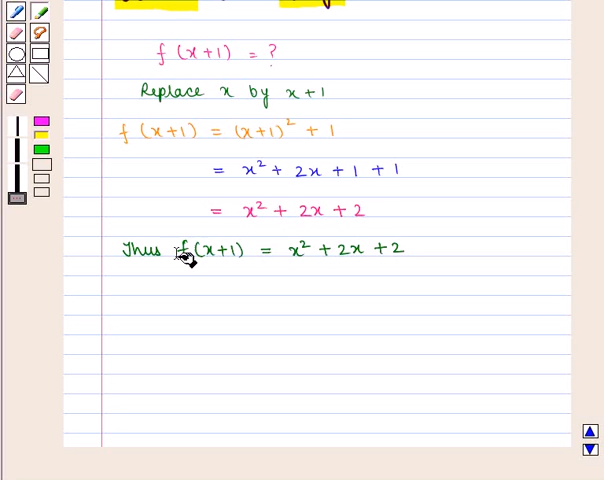 f (x+1) = ?
Replace x by x+1
f (x+1) = (x+1)² + 1
= x² + 2x + 1 + 1
= x² + 2x + 2
Thus f(x+1) = x² + 2x + 2